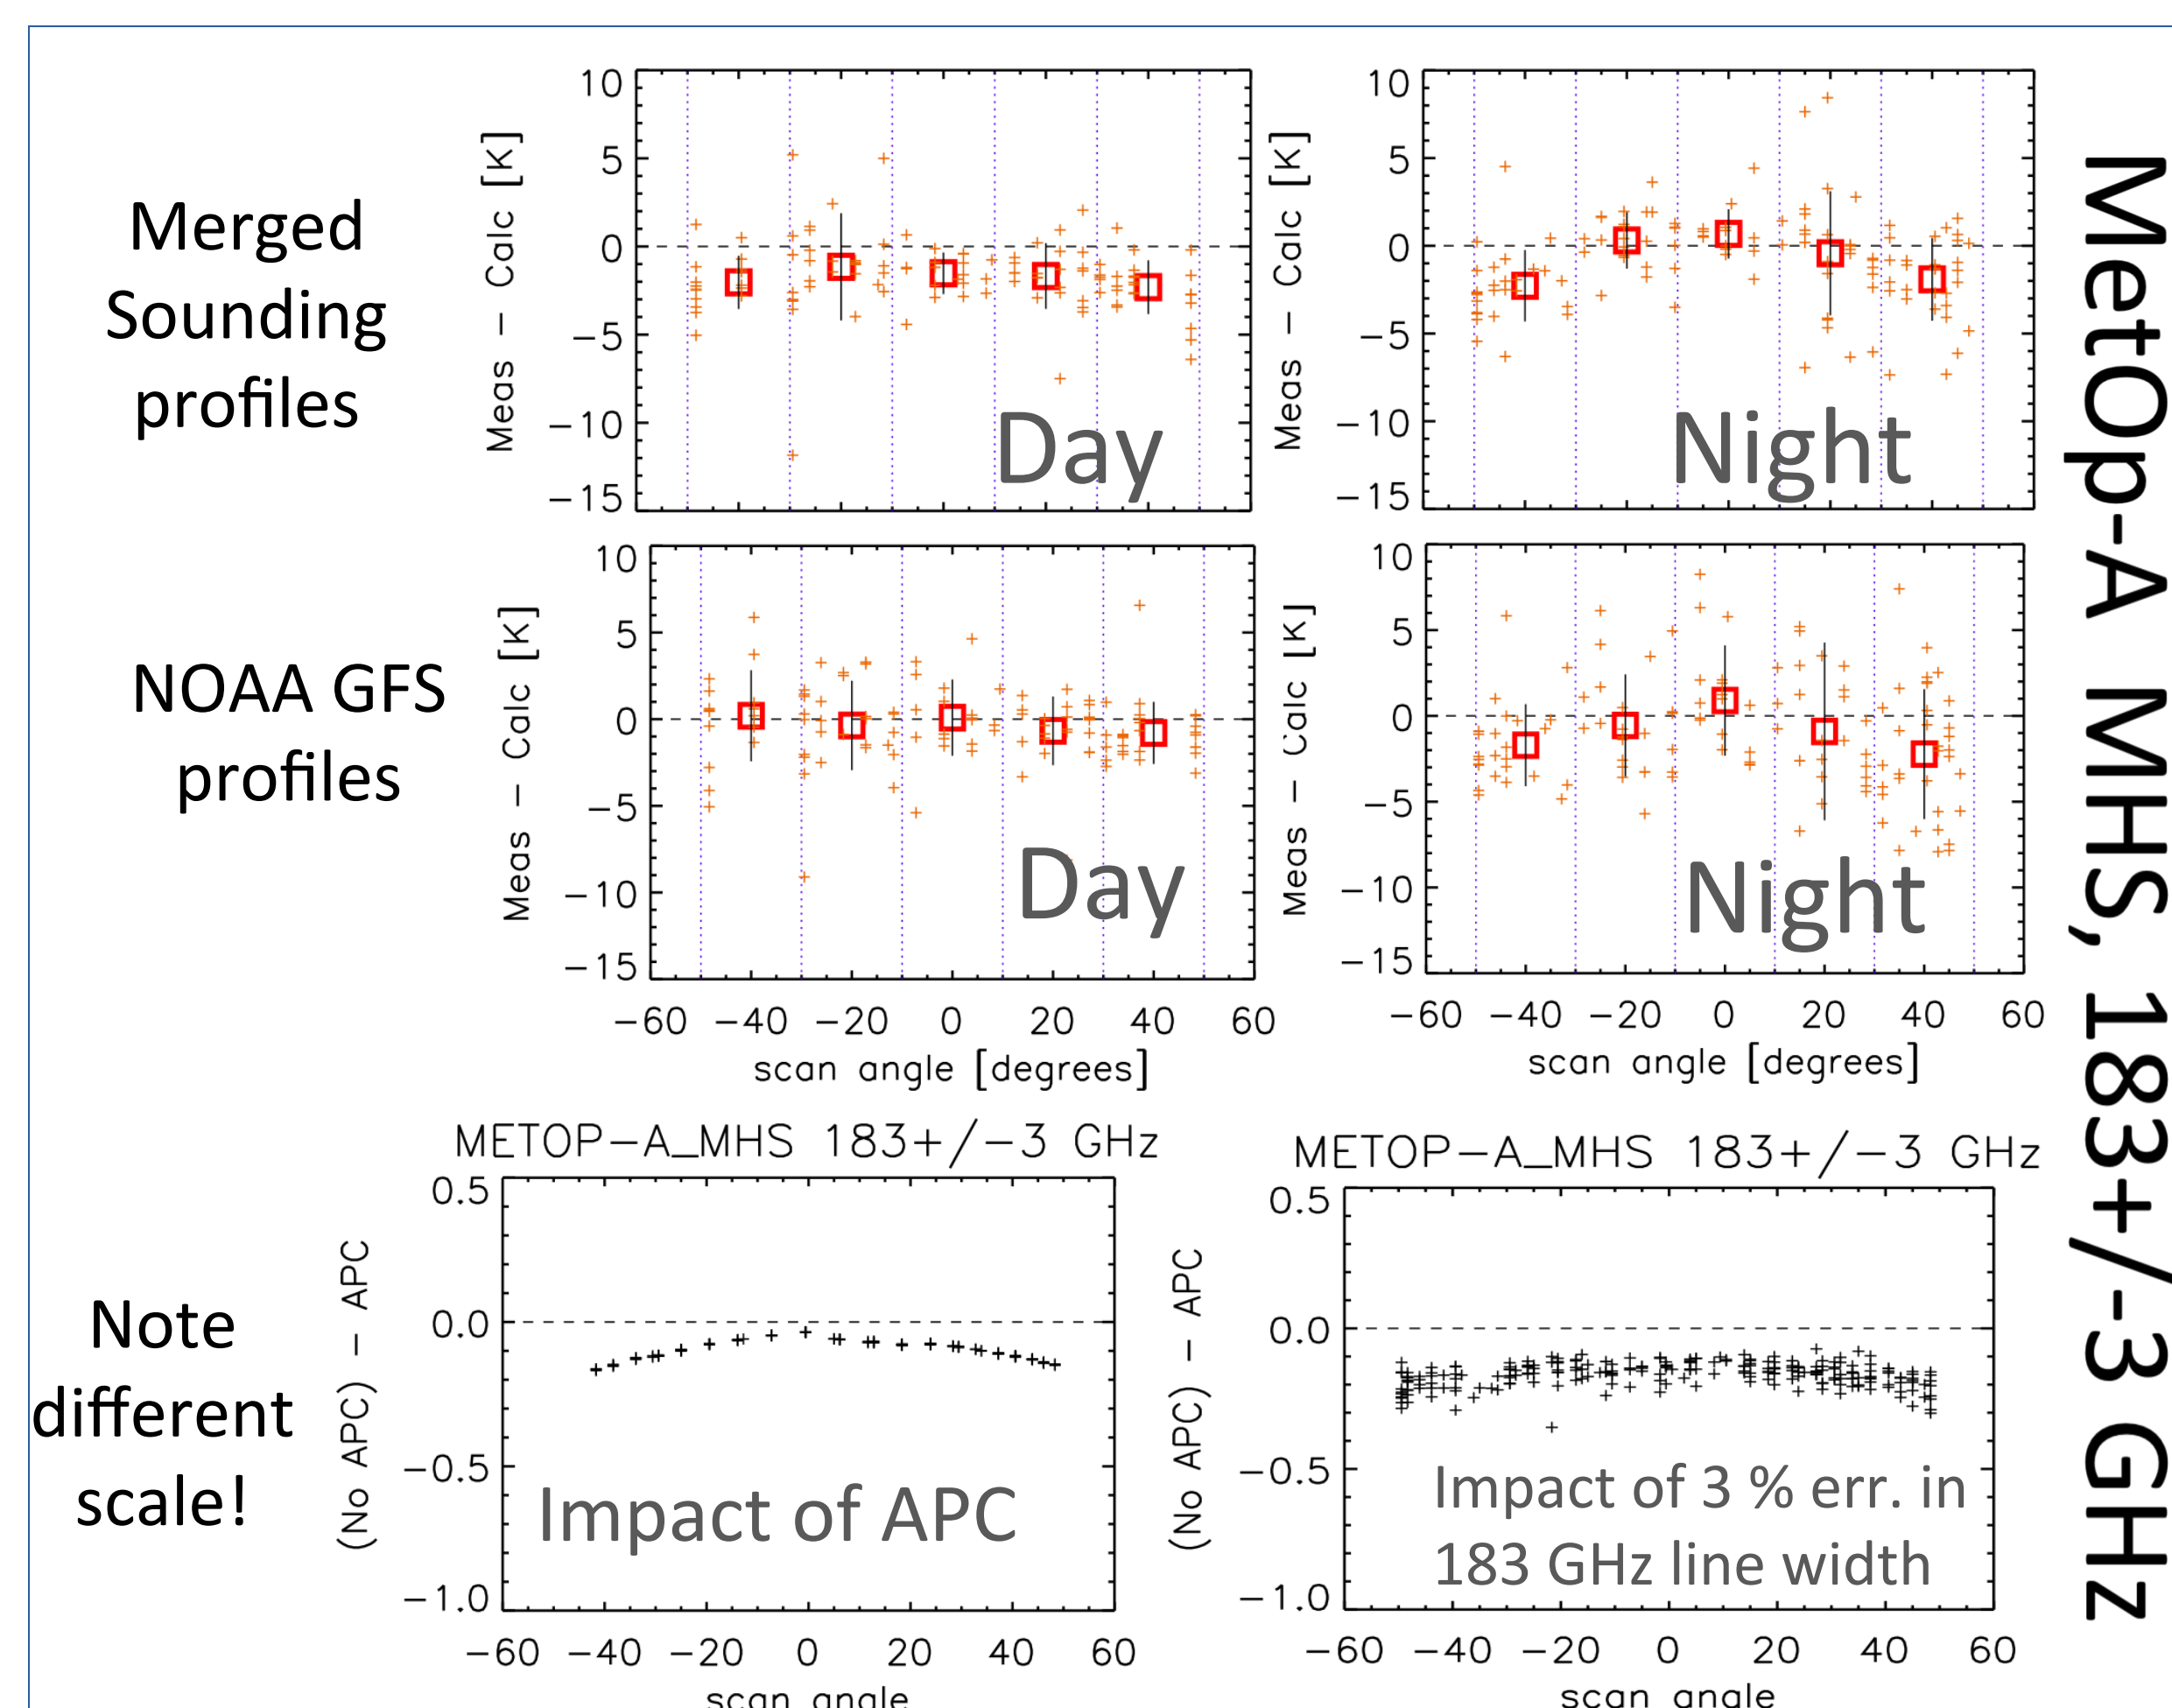 Merged
Sounding
profiles
Meas − Calc [K]
10
5
0
−5
−10
−15
Day
Meas − Calc [K]
10
5
0
−5
−10
−15
Night
NOAA GFS
profiles
Meas − Calc [K]
10
5
0
−5
−10
−15
Day
−60 −40 −20 0 20 40 60
scan angle [degrees]
Meas − Calc [K]
10
5
0
−5
−10
−15
Night
−60 −40 −20 0 20 40 60
scan angle [degrees]
Note
different
scale!
METOP−A_MHS 183+/−3 GHz
(No APC) − APC
0.5
0.0
−0.5
−1.0
Impact of APC
−60 −40 −20 0 20 40 60
scan angle
METOP−A_MHS 183+/−3 GHz
(No APC) − APC
0.5
0.0
−0.5
−1.0
Impact of 3 % err. in
183 GHz line width
−60 −40 −20 0 20 40 60
scan angle
MetOp-A MHS, 183+/-3 GHz